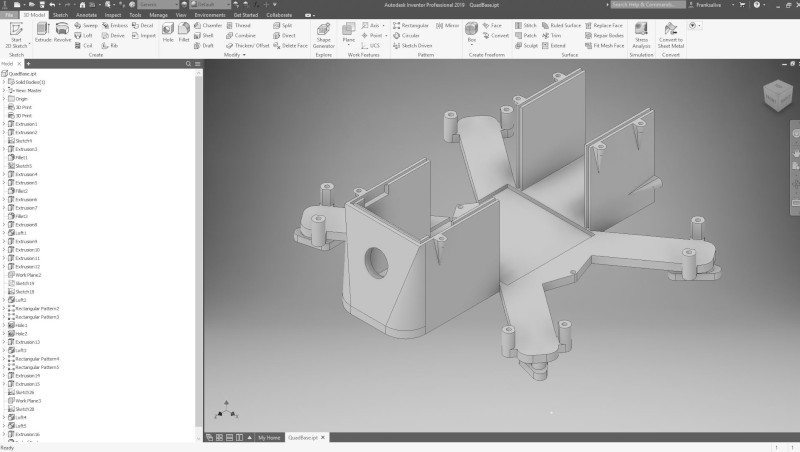 Generic
Default
Autodesk Inventor Professional 2019 QuadBase.ipt
Search Help & Commands...
File 3D Model Sketch Annotate Inspect Tools Manage View Environments Get Started Collaborate
Start
2D Sketch
Extrude
Revolve
Sweep
Loft
Coil
Emboss
Derive
Rib
Decal
Import
Hole
Fillet
Chamfer
Shell
Draft
Thread
Combine
Thicken/ Offset
Split
Direct
Delete Face
Shape
Generator
Plane
Axis
Point
UCS
Rectangular
Circular
Sketch Driven
Box
Face
Convert
Stitch
Patch
Sculpt
Ruled Surface
Trim
Extend
Replace Face
Repair Bodies
Fit Mesh Face
Stress
Analysis
Convert to
Sheet Metal
Sketch
Create
Modify
Explore
Work Features
Pattern
Create Freeform
Surface
Simulation
Convert
Model
QuadBase.ipt
View: Master
Origin
3D Print
3D Print
Extrusion1
Extrusion2
Sketch4
Extrusion3
Fillet1
Sketch5
Extrusion4
Extrusion5
Fillet2
Extrusion6
Extrusion7
Fillet3
Extrusion8
Loft1
Extrusion9
Extrusion10
Extrusion11
Extrusion12
Work Plane2
Sketch19
Sketch18
Loft2
Rectangular Pattern2
Rectangular Pattern3
Hole1
Hole2
Extrusion13
Loft3
Rectangular Pattern4
Rectangular Pattern5
Extrusion14
Extrusion15
Sketch26
Work Plane3
Sketch28
Loft4
Loft5
Extrusion16
My Home
QuadBase.ipt
Ready
1 1